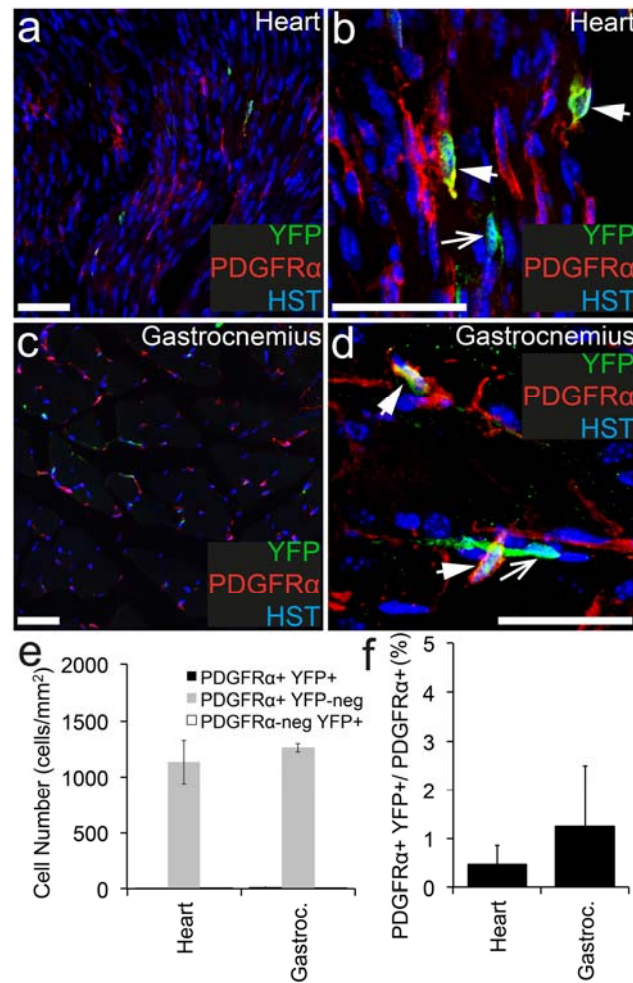 a
Heart
YFP
PDGFRα
HST
b
Heart
YFP
PDGFRα
HST
c
Gastrocnemius
YFP
PDGFRα
HST
d
Gastrocnemius
YFP
PDGFRα
HST
e
Cell Number (cells/mm²)
2000
1500
1000
500
0
PDGFRα+ YFP+
PDGFRα+ YFP-neg
PDGFRα-neg YFP+
Heart
Gastroc.
f
PDGFRα+ YFP+/ PDGFRα+ (%)
5
4
3
2
1
0
Heart
Gastroc.